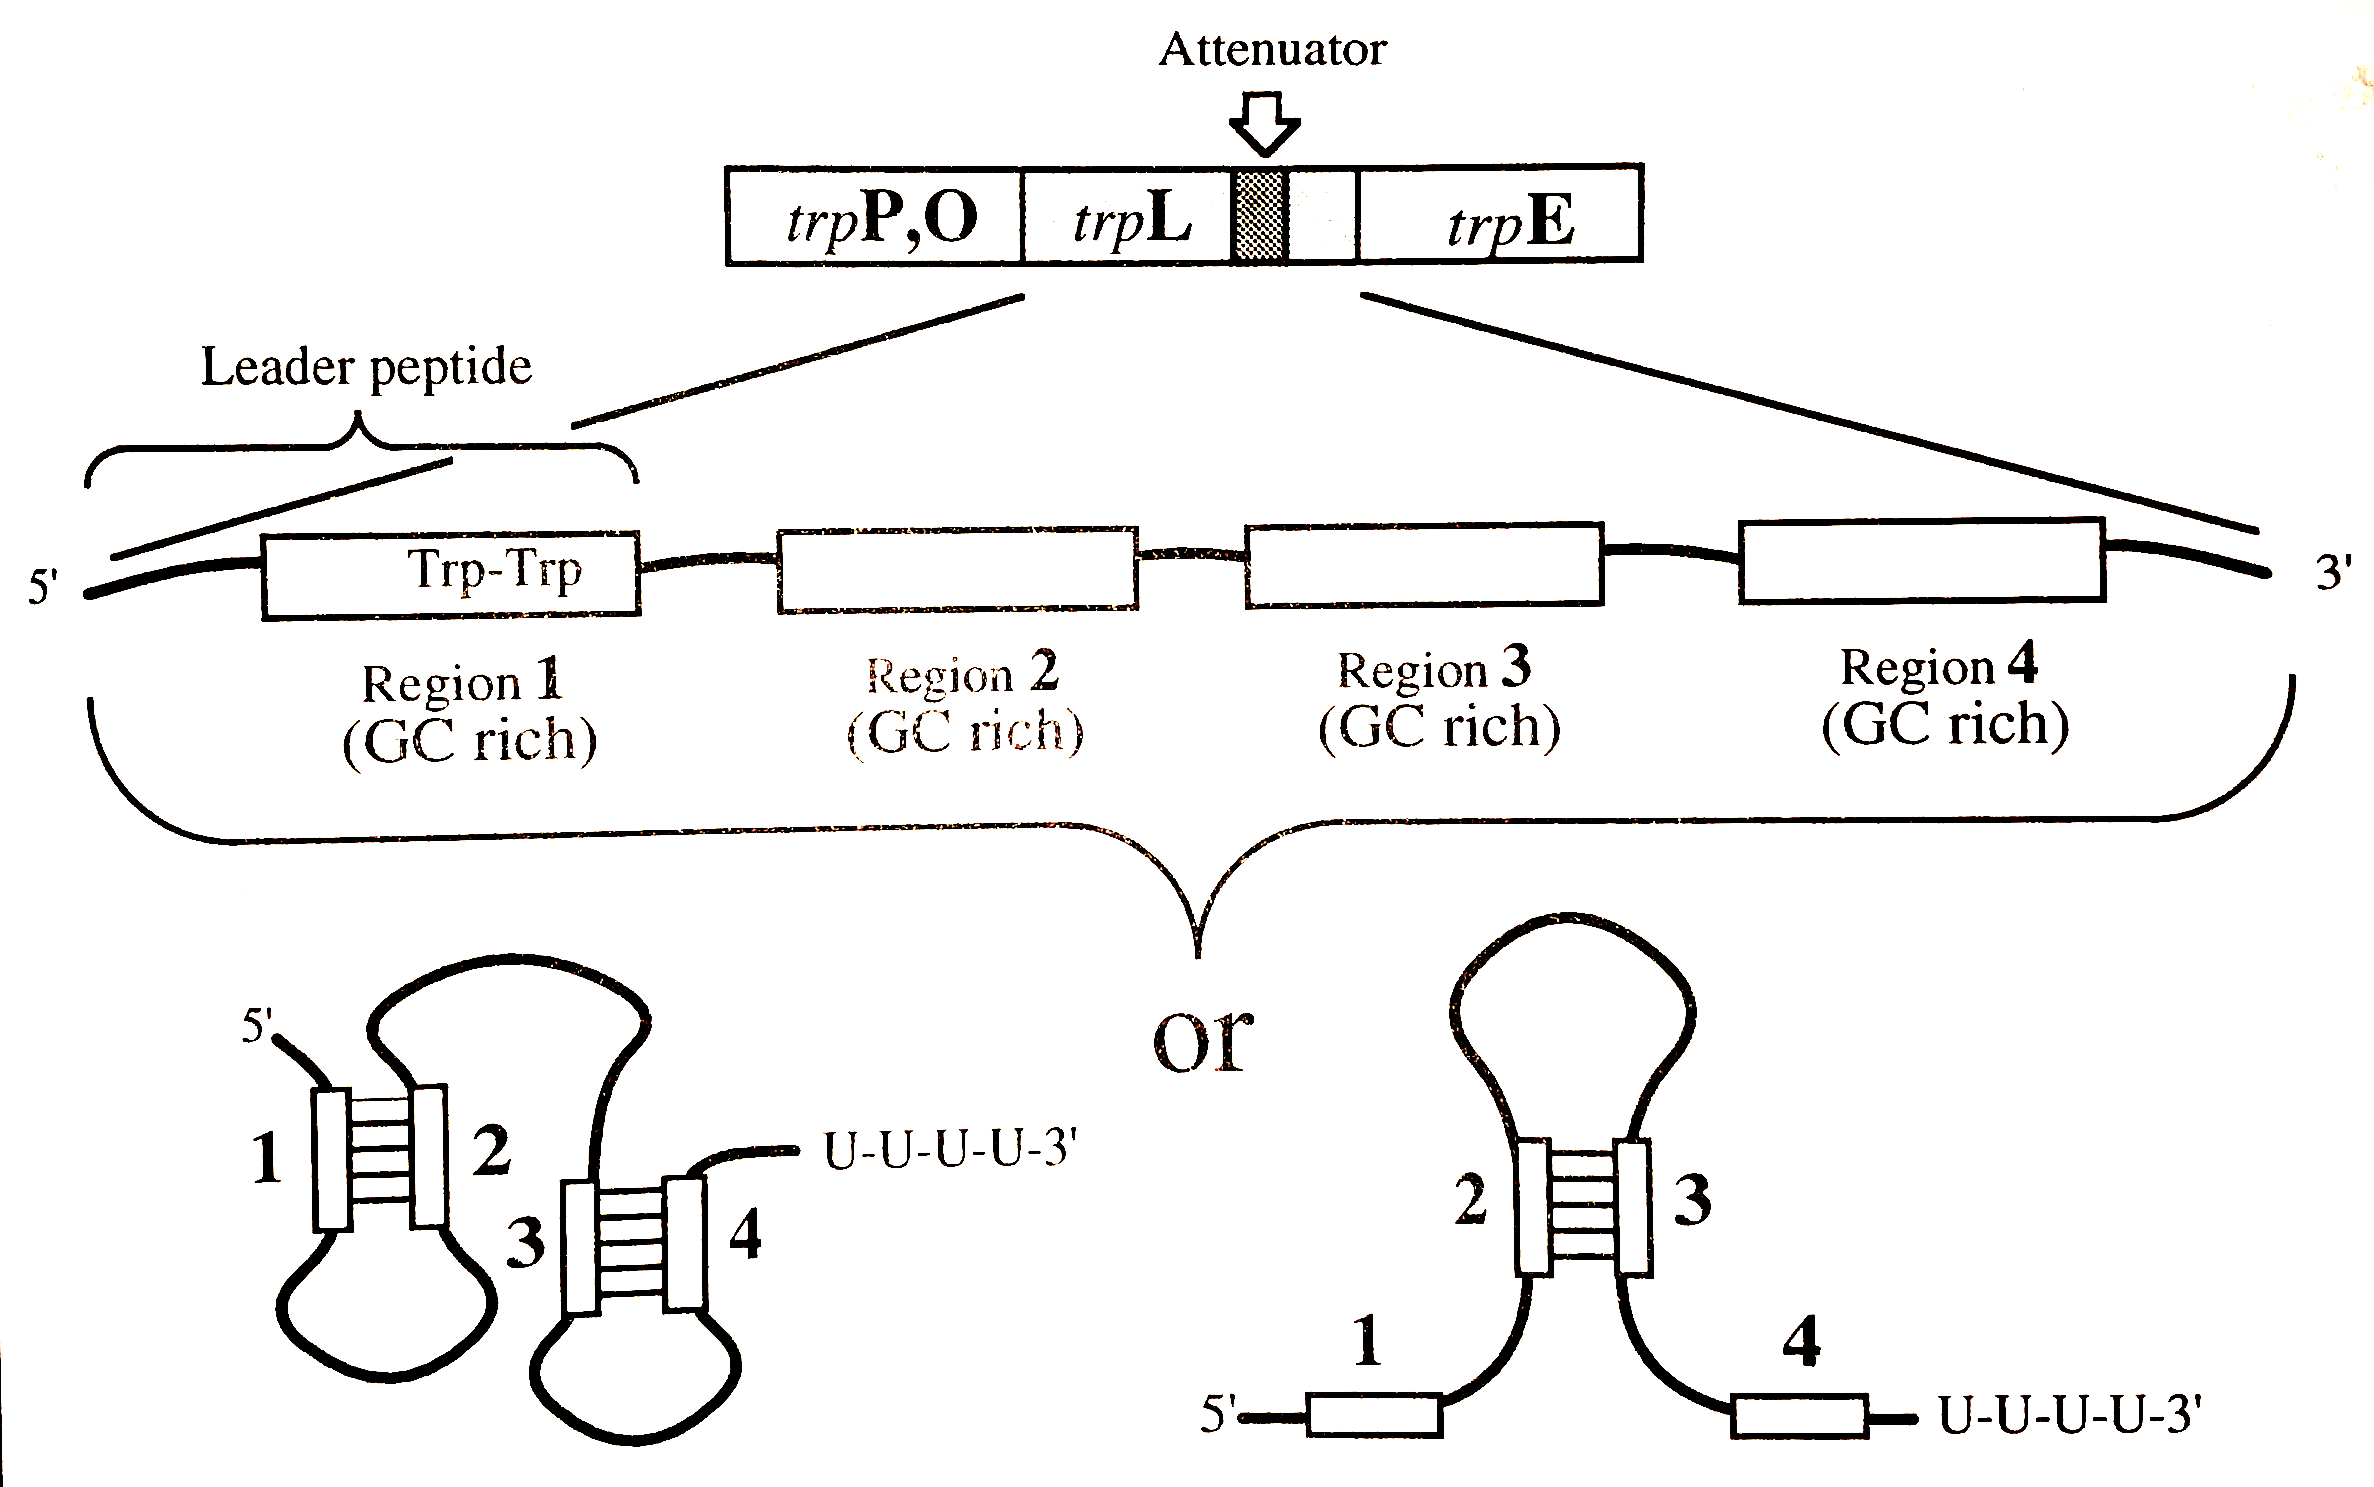 Attenuator
trpP,O trpL trpE
Leader peptide
5' Trp-Trp 3'
Region 1 Region 2 Region 3 Region 4
(GC rich) (GC rich) (GC rich) (GC rich)
or
5'
1 2 U-U-U-U-3'
3 4
2 3
1 4
5' U-U-U-U-3'